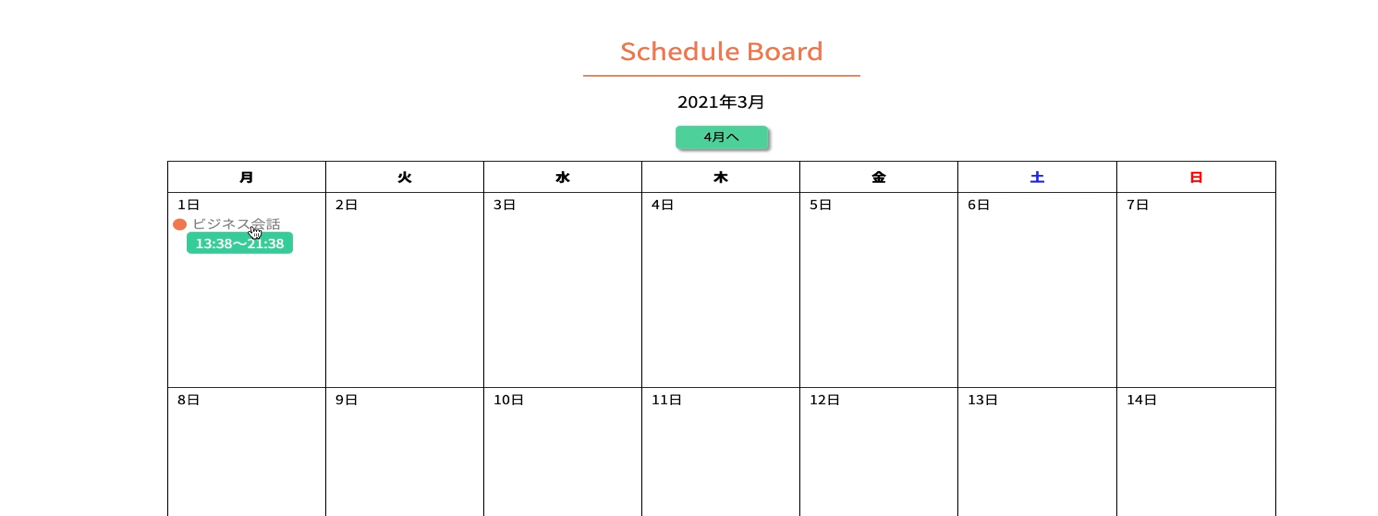 Schedule Board
2021年3月
4月へ
月 火 水 木 金 土 日
1日 2日 3日 4日 5日 6日 7日
ビジネス会話
13:38〜21:38
8日 9日 10日 11日 12日 13日 14日